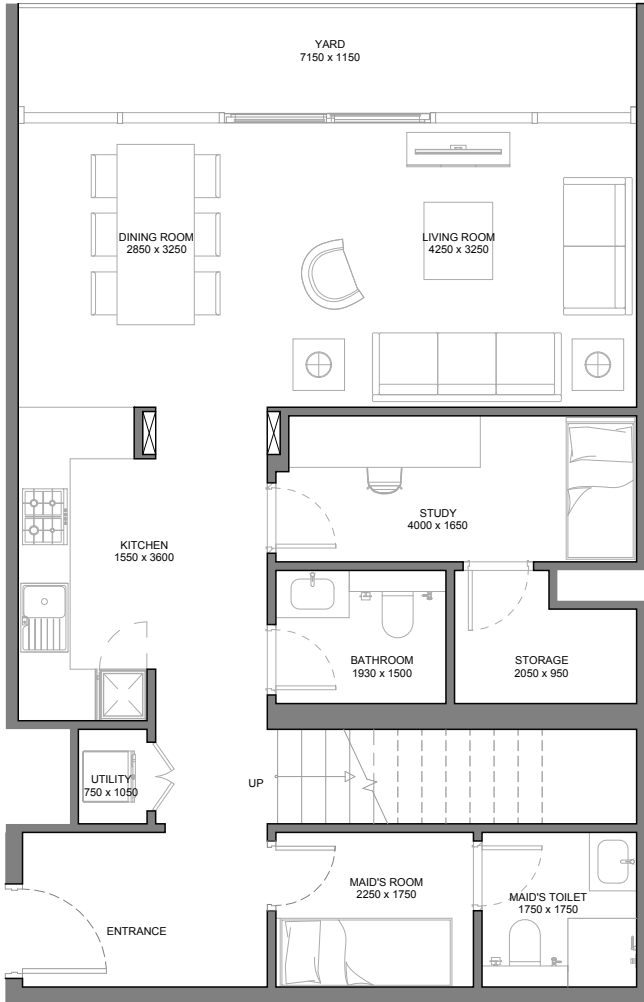 YARD
7150 x 1150
DINING ROOM
2850 x 3250
LIVING ROOM
4250 x 3250
STUDY
4000 x 1650
KITCHEN
1550 x 3600
BATHROOM
1930 x 1500
STORAGE
2050 x 950
UTILITY
750 x 1050
UP
MAID'S ROOM
2250 x 1750
MAID'S TOILET
1750 x 1750
ENTRANCE